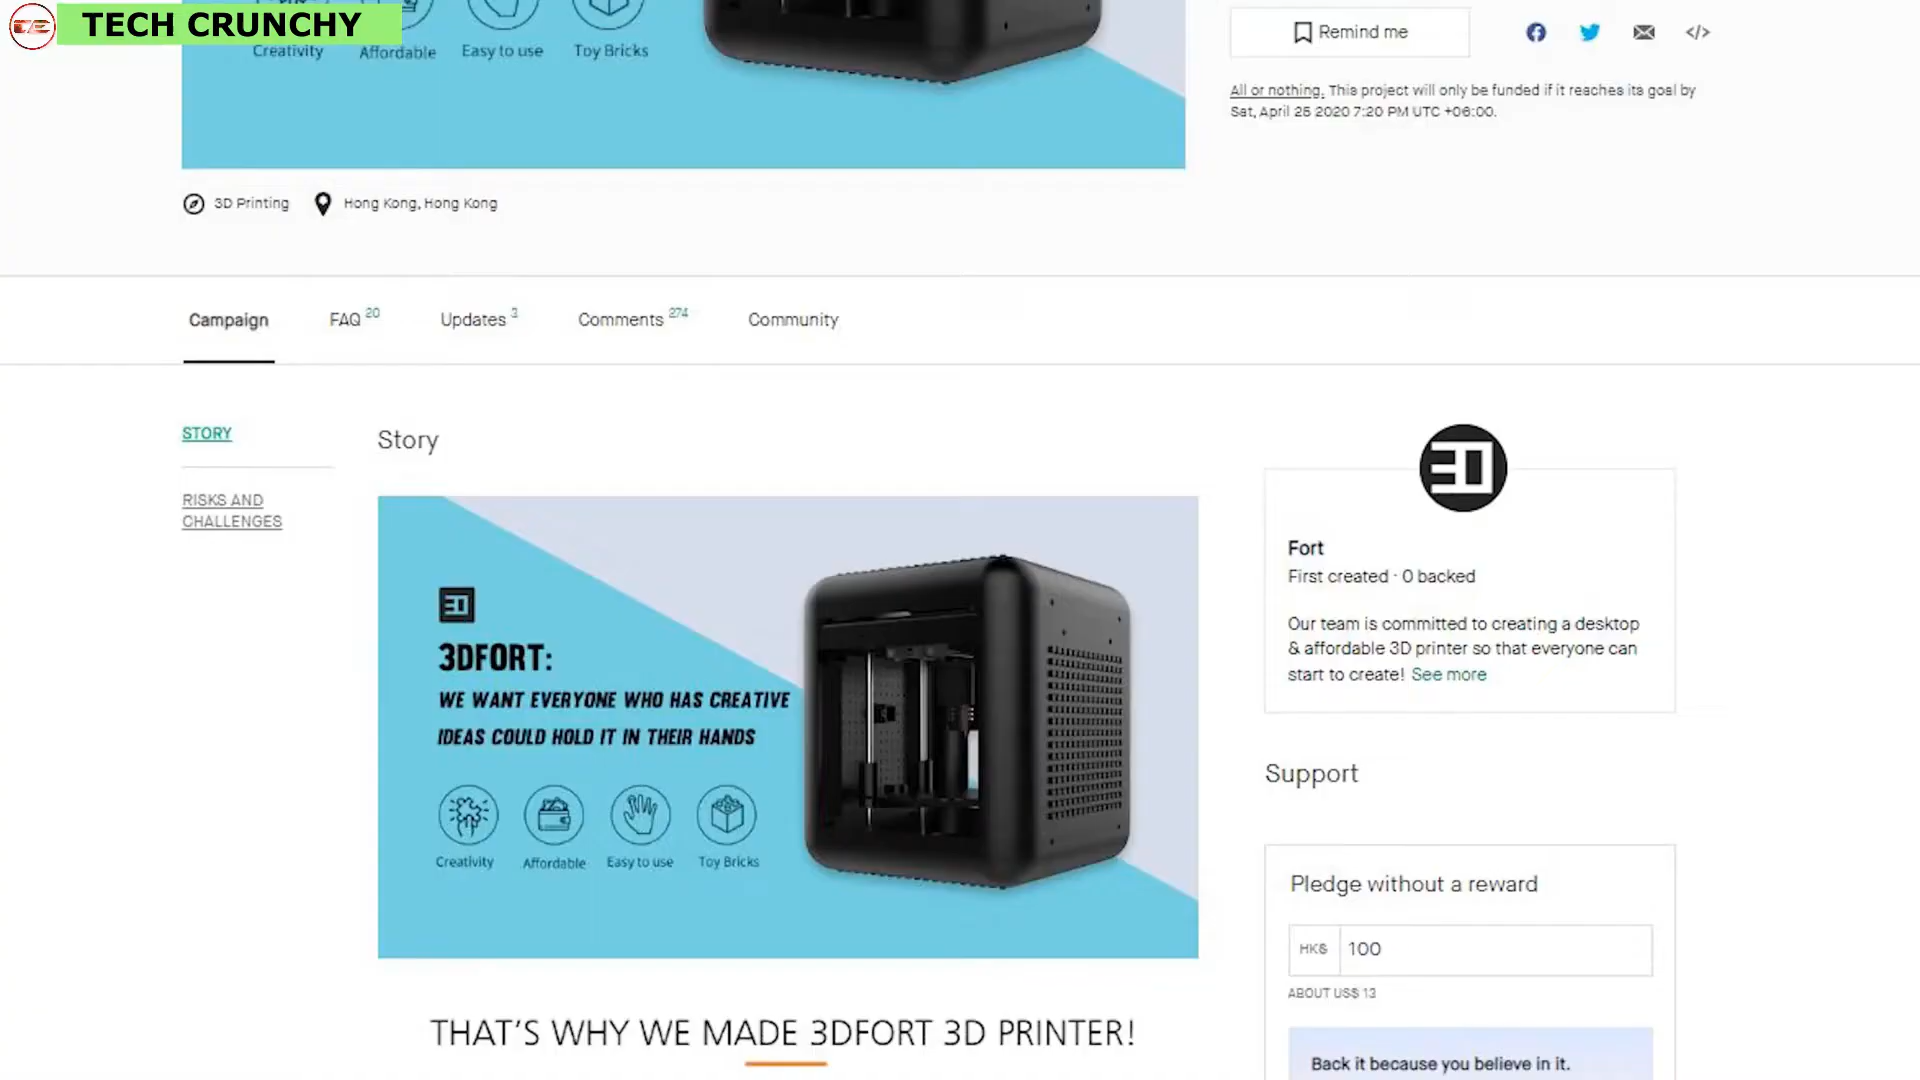 TECH CRUNCHY
Creativity
Affordable
Easy to use
Toy Bricks
Remind me
</>
All or nothing. This project will only be funded if it reaches its goal by
Sat, April 25 2020 7:20 PM UTC +06:00.
3D Printing
Hong Kong, Hong Kong
Campaign
FAQ 20
Updates 3
Comments 274
Community
STORY
RISKS AND
CHALLENGES
Story
3D
3DFORT:
WE WANT EVERYONE WHO HAS CREATIVE
IDEAS COULD HOLD IT IN THEIR HANDS
Creativity
Affordable
Easy to use
Toy Bricks
THAT'S WHY WE MADE 3DFORT 3D PRINTER!
3D
Fort
First created · 0 backed
Our team is committed to creating a desktop
& affordable 3D printer so that everyone can
start to create! See more
Support
Pledge without a reward
HK$ 100
ABOUT US$ 13
Back it because you believe in it.